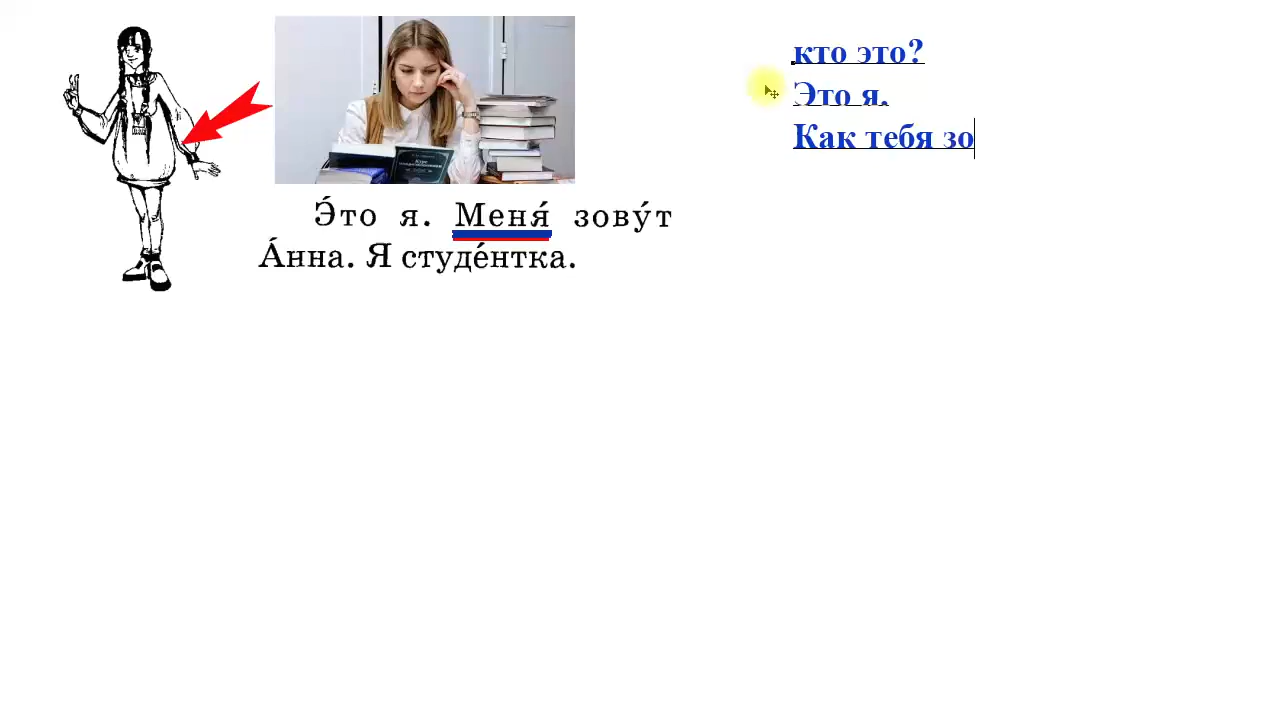 Э́то я. Меня́ зову́т
А́нна. Я студе́нтка.
кто это?
Это я.
Как тебя зо